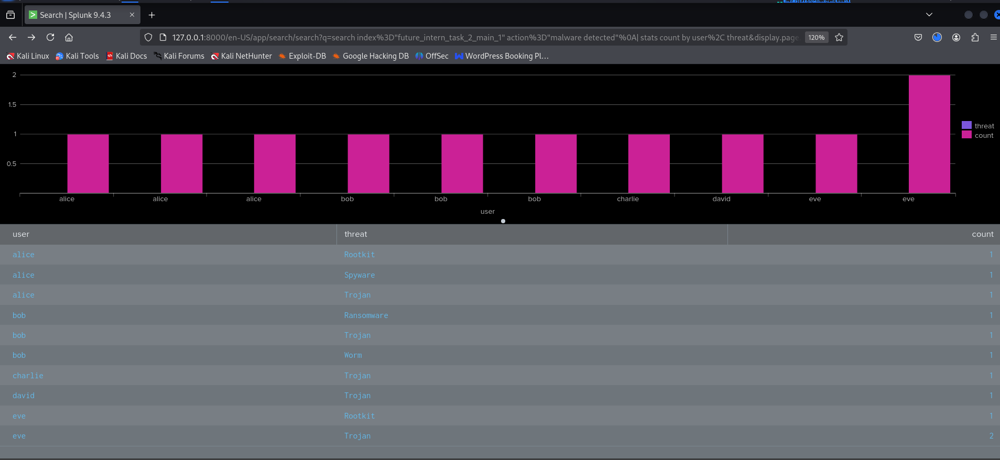 Search | Splunk 9.4.3
127.0.0.1:8000/en-US/app/search/search?q=search index%3D"future_intern_task_2_main_1" action%3D"malware detected"%0A| stats count by user%2C threat&display.page 120%
Kali Linux Kali Tools Kali Docs Kali Forums Kali NetHunter Exploit-DB Google Hacking DB OffSec WordPress Booking Pl…
2
1.5
1
0.5
threat
count
alice alice alice bob bob bob charlie david eve eve
user
user threat count
alice Rootkit 1
alice Spyware 1
alice Trojan 1
bob Ransomware 1
bob Trojan 1
bob Worm 1
charlie Trojan 1
david Trojan 1
eve Rootkit 1
eve Trojan 2